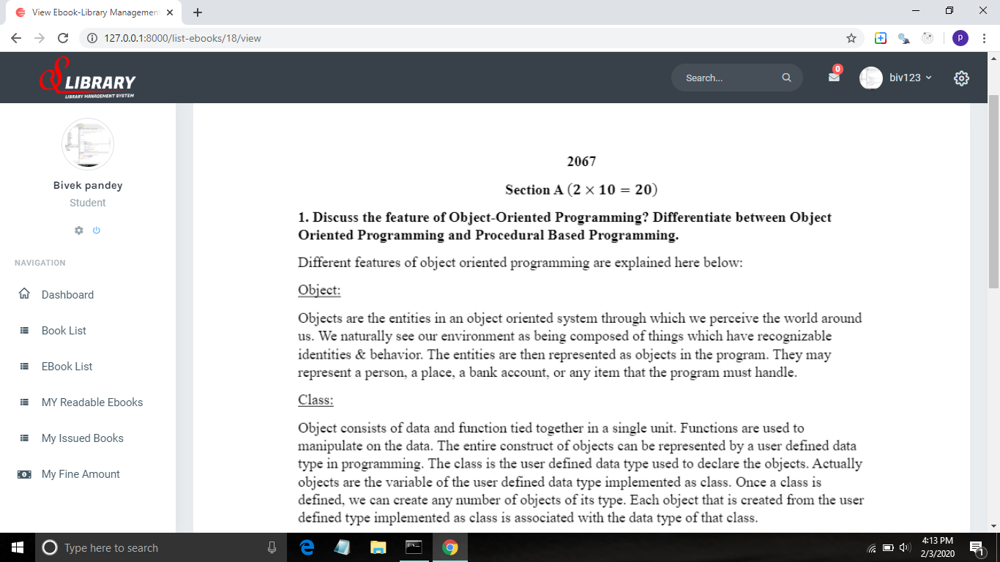 View Ebook-Library Management
127.0.0.1:8000/list-ebooks/18/view
P
S
LIBRARY
LIBRARY MANAGEMENT SYSTEM
Search...
0
biv123
Bivek pandey
Student
NAVIGATION
Dashboard
Book List
EBook List
MY Readable Ebooks
My Issued Books
My Fine Amount
2067
Section A (2 × 10 = 20)
1. Discuss the feature of Object-Oriented Programming? Differentiate between Object
Oriented Programming and Procedural Based Programming.
Different features of object oriented programming are explained here below:
Object:
Objects are the entities in an object oriented system through which we perceive the world around
us. We naturally see our environment as being composed of things which have recognizable
identities & behavior. The entities are then represented as objects in the program. They may
represent a person, a place, a bank account, or any item that the program must handle.
Class:
Object consists of data and function tied together in a single unit. Functions are used to
manipulate on the data. The entire construct of objects can be represented by a user defined data
type in programming. The class is the user defined data type used to declare the objects. Actually
objects are the variable of the user defined data type implemented as class. Once a class is
defined, we can create any number of objects of its type. Each object that is created from the user
defined type implemented as class is associated with the data type of that class.
Type here to search
4:13 PM
2/3/2020
1